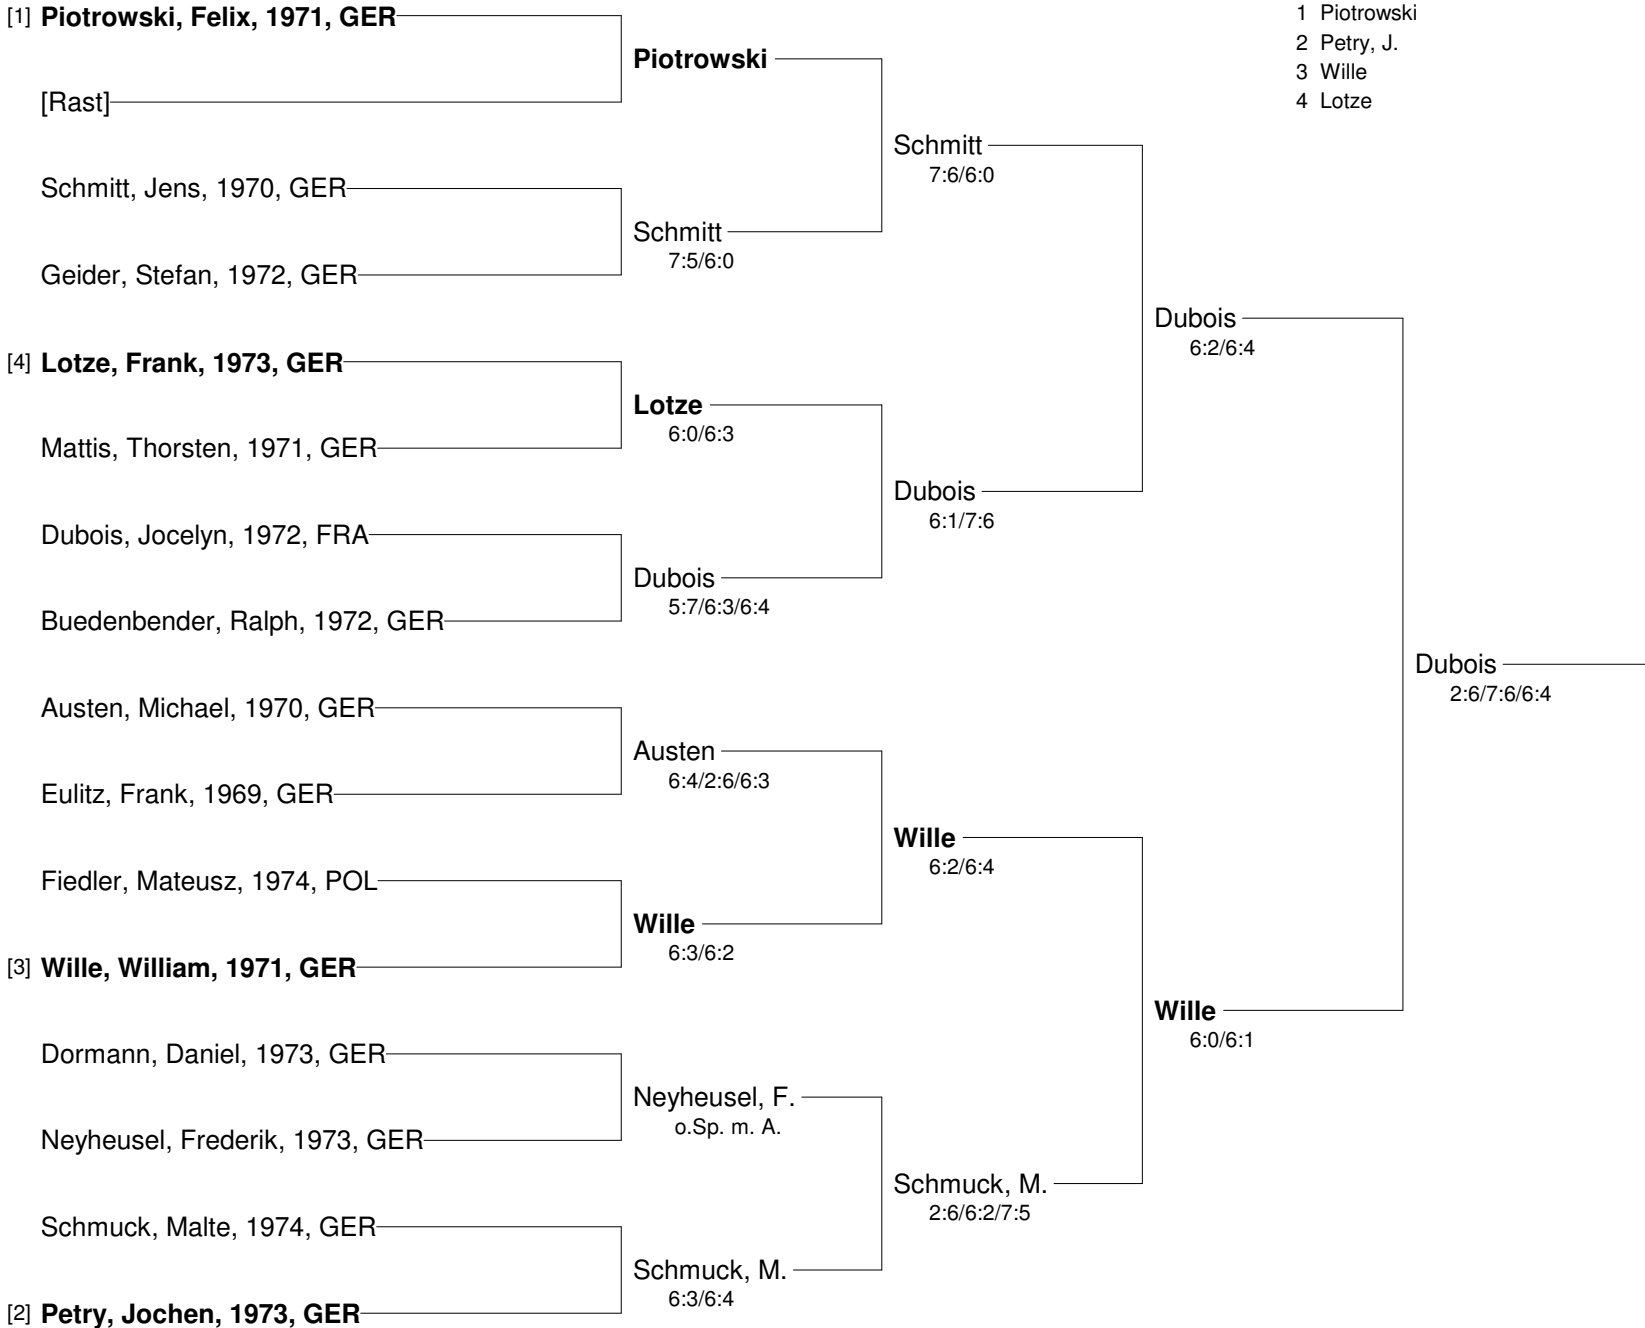 [1] Piotrowski, Felix, 1971, GER
[Rast]
Schmitt, Jens, 1970, GER
Geider, Stefan, 1972, GER
[4] Lotze, Frank, 1973, GER
Mattis, Thorsten, 1971, GER
Dubois, Jocelyn, 1972, FRA
Buedenbender, Ralph, 1972, GER
Austen, Michael, 1970, GER
Eulitz, Frank, 1969, GER
Fiedler, Mateusz, 1974, POL
[3] Wille, William, 1971, GER
Dormann, Daniel, 1973, GER
Neyheusel, Frederik, 1973, GER
Schmuck, Malte, 1974, GER
[2] Petry, Jochen, 1973, GER
Piotrowski
Schmitt
7:5/6:0
Lotze
6:0/6:3
Dubois
5:7/6:3/6:4
Austen
6:4/2:6/6:3
Wille
6:3/6:2
Neyheusel, F.
o.Sp. m. A.
Schmuck, M.
6:3/6:4
Schmitt
7:6/6:0
Dubois
6:1/7:6
Wille
6:2/6:4
Schmuck, M.
2:6/6:2/7:5
Dubois
6:2/6:4
Wille
6:0/6:1
Dubois
2:6/7:6/6:4
1 Piotrowski
2 Petry, J.
3 Wille
4 Lotze